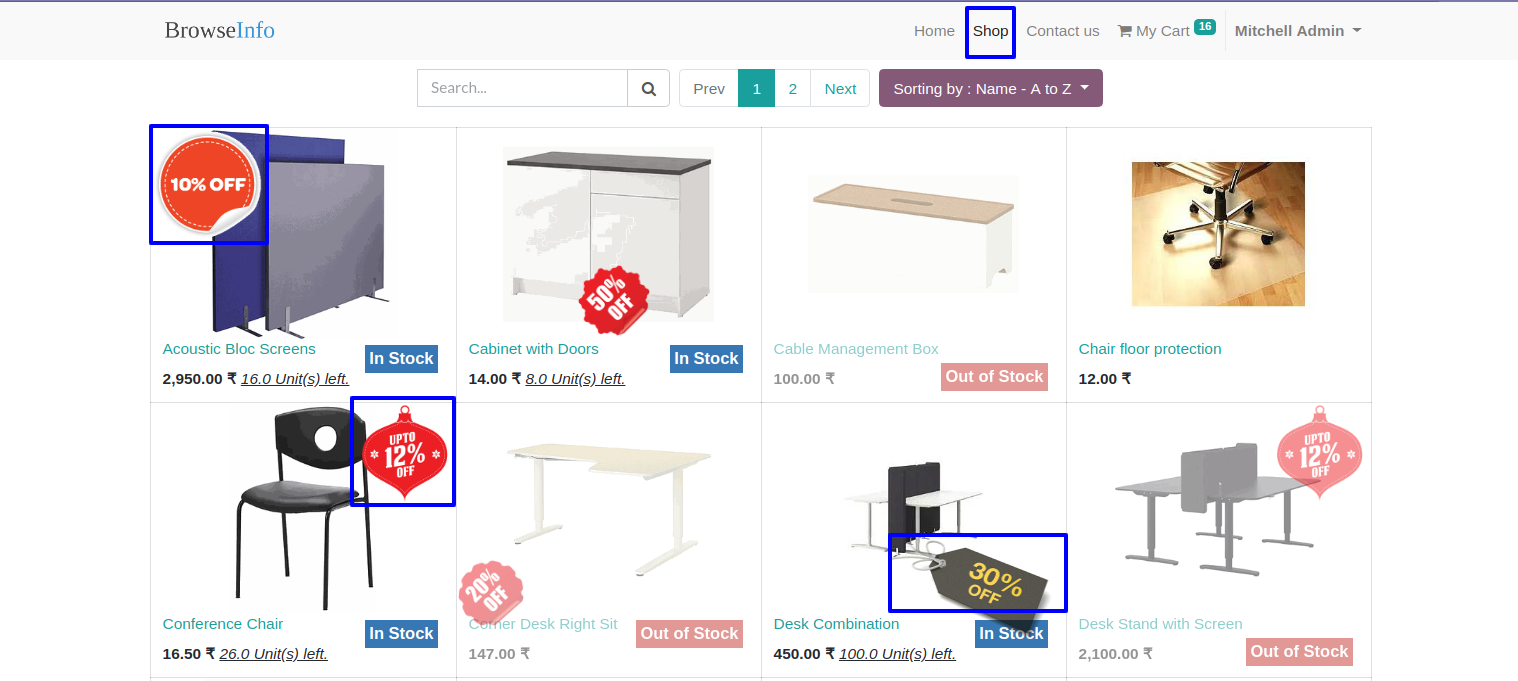 BrowseInfo
Home Shop Contact us My Cart 16 Mitchell Admin
Search... Prev 1 2 Next Sorting by : Name - A to Z
10% OFF
50%
OFF
Acoustic Bloc Screens
In Stock
2,950.00 ₹ 16.0 Unit(s) left.
Cabinet with Doors
In Stock
14.00 ₹ 8.0 Unit(s) left.
Cable Management Box
100.00 ₹
Out of Stock
Chair floor protection
12.00 ₹
UPTO
12%
OFF
Conference Chair
In Stock
16.50 ₹ 26.0 Unit(s) left.
20%
OFF
Corner Desk Right Sit
Out of Stock
147.00 ₹
30%
OFF
Desk Combination
In Stock
450.00 ₹ 100.0 Unit(s) left.
UPTO
12%
OFF
Desk Stand with Screen
2,100.00 ₹
Out of Stock